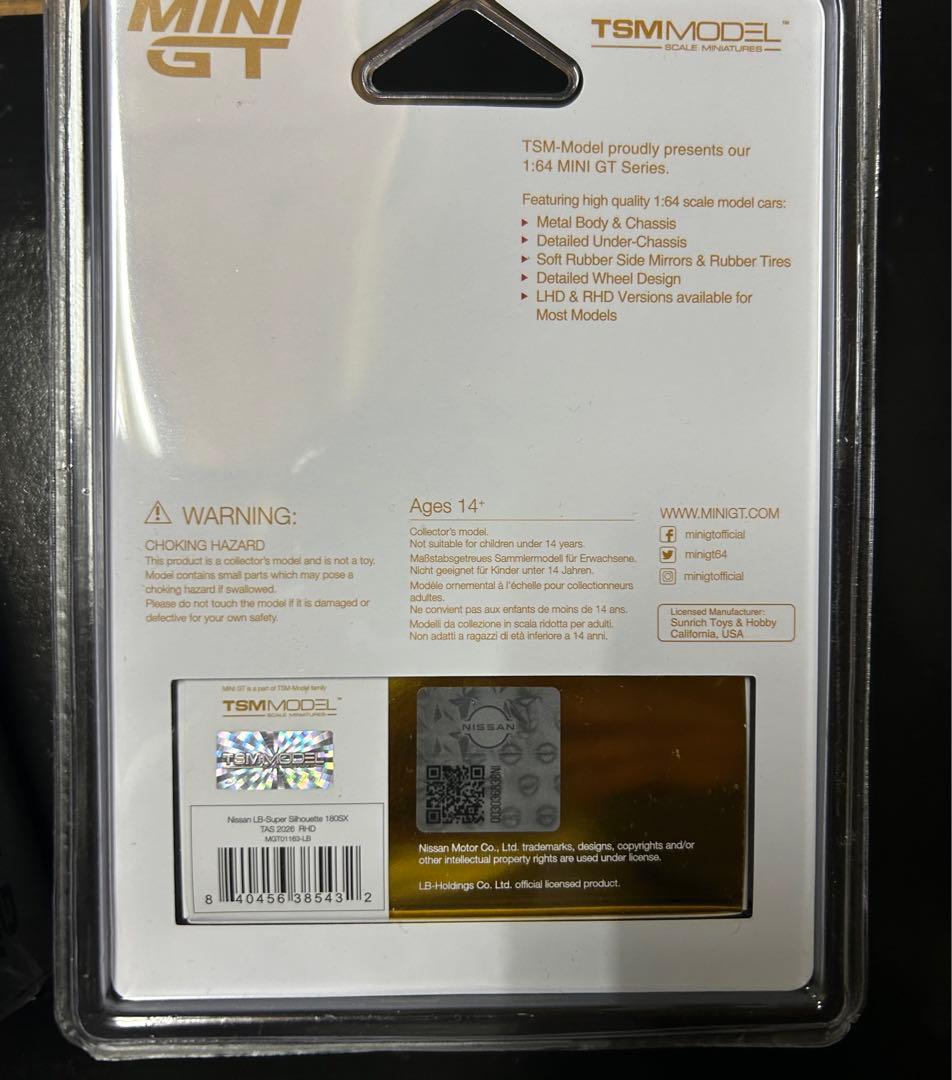 MINI
GT
TSMMODEL™
SCALE MINIATURES
TSM-Model proudly presents our
1:64 MINI GT Series.
Featuring high quality 1:64 scale model cars:
Metal Body & Chassis
Detailed Under-Chassis
Soft Rubber Side Mirrors & Rubber Tires
Detailed Wheel Design
LHD & RHD Versions available for
Most Models
WARNING:
CHOKING HAZARD
This product is a collector's model and is not a toy.
Model contains small parts which may pose a
choking hazard if swallowed.
Please do not touch the model if it is damaged or
defective for your own safety.
Ages 14+
Collector's model.
Not suitable for children under 14 years.
Maßstabsgetreues Sammlermodell für Erwachsene.
Nicht geeignet für Kinder unter 14 Jahren.
Modèle ornemental à l'échelle pour collectionneurs
adultes.
Ne convient pas aux enfants de moins de 14 ans.
Modelli da collezione in scala ridotta per adulti.
Non adatti a ragazzi di età inferiore a 14 anni.
WWW.MINIGT.COM
minigtofficial
minigt64
minigtofficial
Licensed Manufacturer:
Sunrich Toys & Hobby
California, USA
MINI GT is a part of TSM-Model family
TSMMODEL™
SCALE MINIATURES
TSMMODEL
Nissan LB-Super Silhouette 180SX
TAS 2026 RHD
MGT01163-LB
8 40456 38543 2
NISSAN
Nissan Motor Co., Ltd. trademarks, designs, copyrights and/or
other intellectual property rights are used under license.
LB-Holdings Co. Ltd. official licensed product.